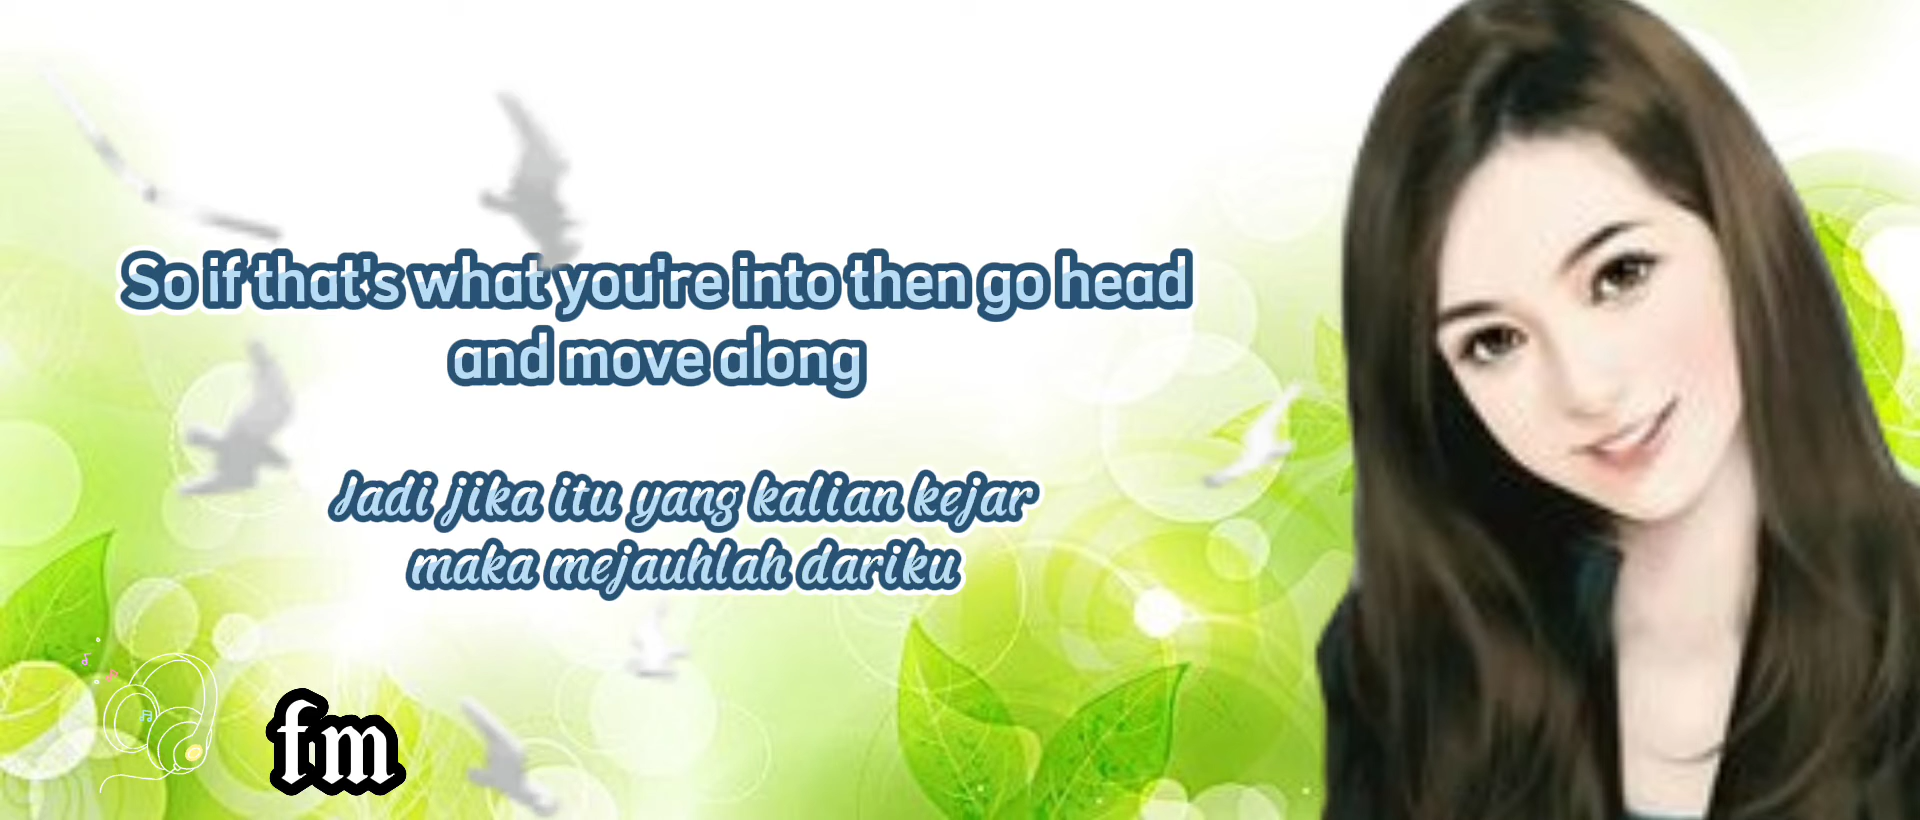 So if that's what you're into then go head
and move along
Jadi jika itu yang kalian kejar
maka mejauhlah dariku
fm